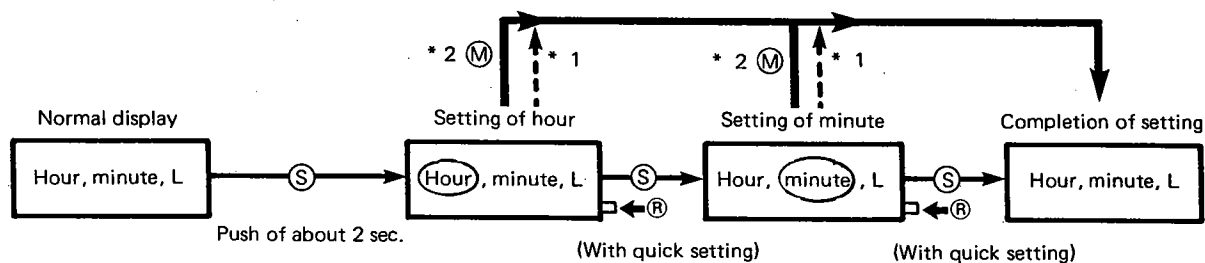 * 2 Ⓜ * 1 * 2 Ⓜ * 1
Normal display Setting of hour Setting of minute Completion of setting
Hour, minute, L Ⓢ Hour, minute, L Ⓢ Hour, minute, L Ⓢ Hour, minute, L
Ⓡ Ⓡ
Push of about 2 sec. (With quick setting) (With quick setting)